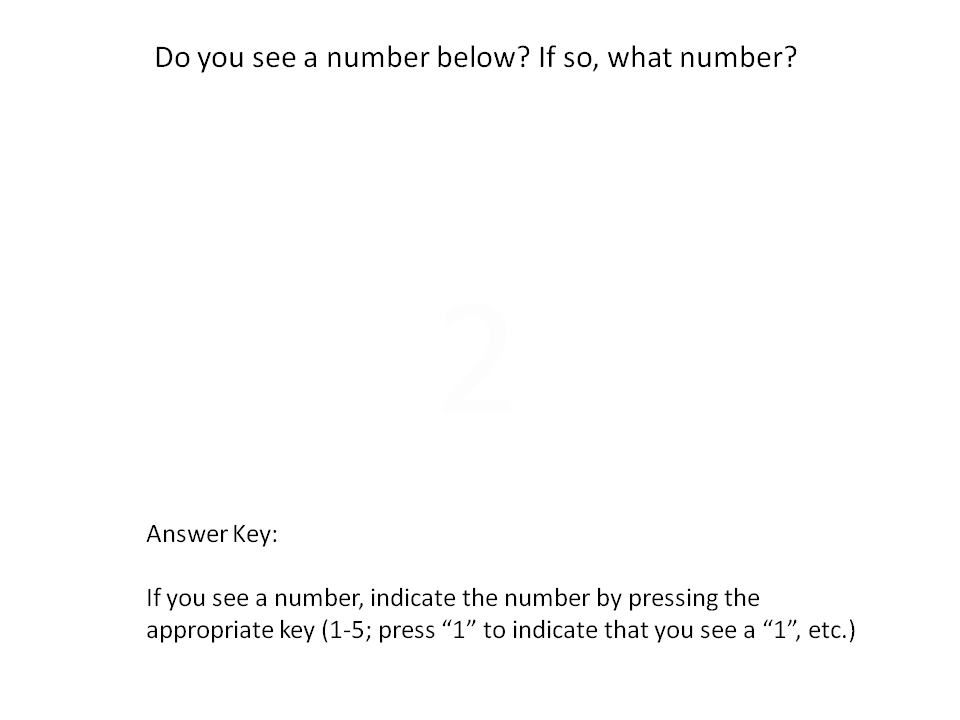 Do you see a number below? If so, what number?
2
Answer Key:
If you see a number, indicate the number by pressing the
appropriate key (1-5; press “1” to indicate that you see a “1”, etc.)